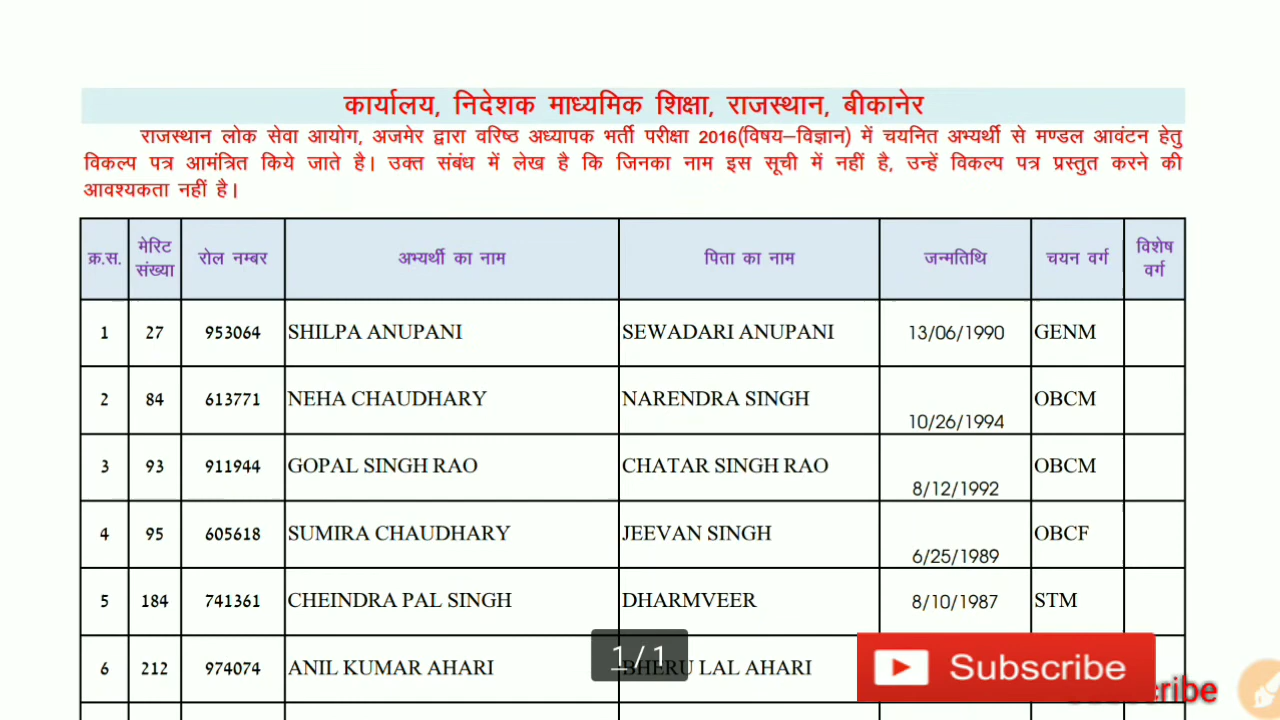 कार्यालय, निदेशक माध्यमिक शिक्षा, राजस्थान, बीकानेर
राजस्थान लोक सेवा आयोग, अजमेर द्वारा वरिष्ठ अध्यापक भर्ती परीक्षा 2016(विषय–विज्ञान) में चयनित अभ्यर्थी से मण्डल आवंटन हेतु
विकल्प पत्र आमंत्रित किये जाते है। उक्त संबंध में लेख है कि जिनका नाम इस सूची में नहीं है, उन्हें विकल्प पत्र प्रस्तुत करने की
आवश्यकता नहीं है।
क्र.स. मेरिट संख्या रोल नम्बर अभ्यर्थी का नाम पिता का नाम जन्मतिथि चयन वर्ग विशेष वर्ग
1 27 953064 SHILPA ANUPANI SEWADARI ANUPANI 13/06/1990 GENM
2 84 613771 NEHA CHAUDHARY NARENDRA SINGH 10/26/1994 OBCM
3 93 911944 GOPAL SINGH RAO CHATAR SINGH RAO 8/12/1992 OBCM
4 95 605618 SUMIRA CHAUDHARY JEEVAN SINGH 6/25/1989 OBCF
5 184 741361 CHEINDRA PAL SINGH DHARMVEER 8/10/1987 STM
6 212 974074 ANIL KUMAR AHARI BHERU LAL AHARI
1 / 1
Subscribe